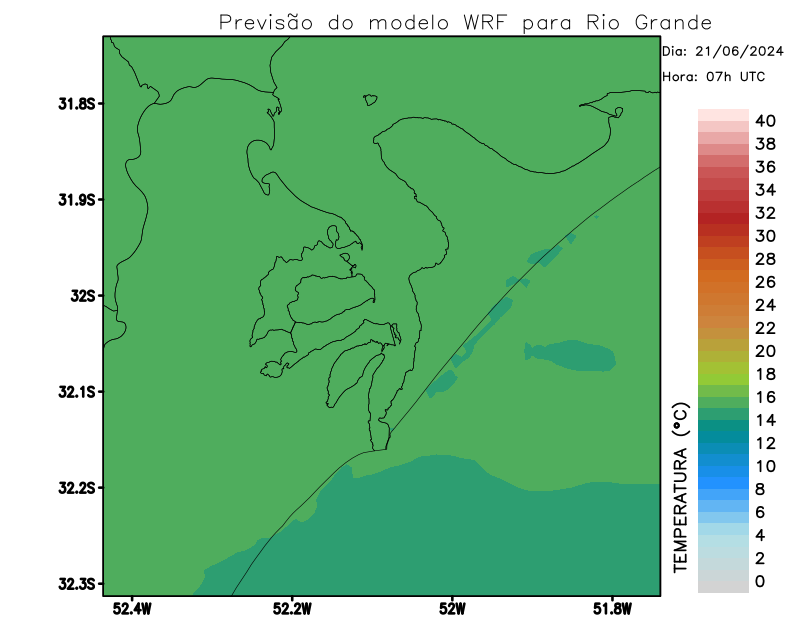 Previsão do modelo WRF para Rio Grande
Dia: 21/06/2024
Hora: 07h UTC
31.8S
31.9S
32S
32.1S
32.2S
32.3S
52.4W
52.2W
52W
51.8W
TEMPERATURA (°C)
40
38
36
34
32
30
28
26
24
22
20
18
16
14
12
10
8
6
4
2
0